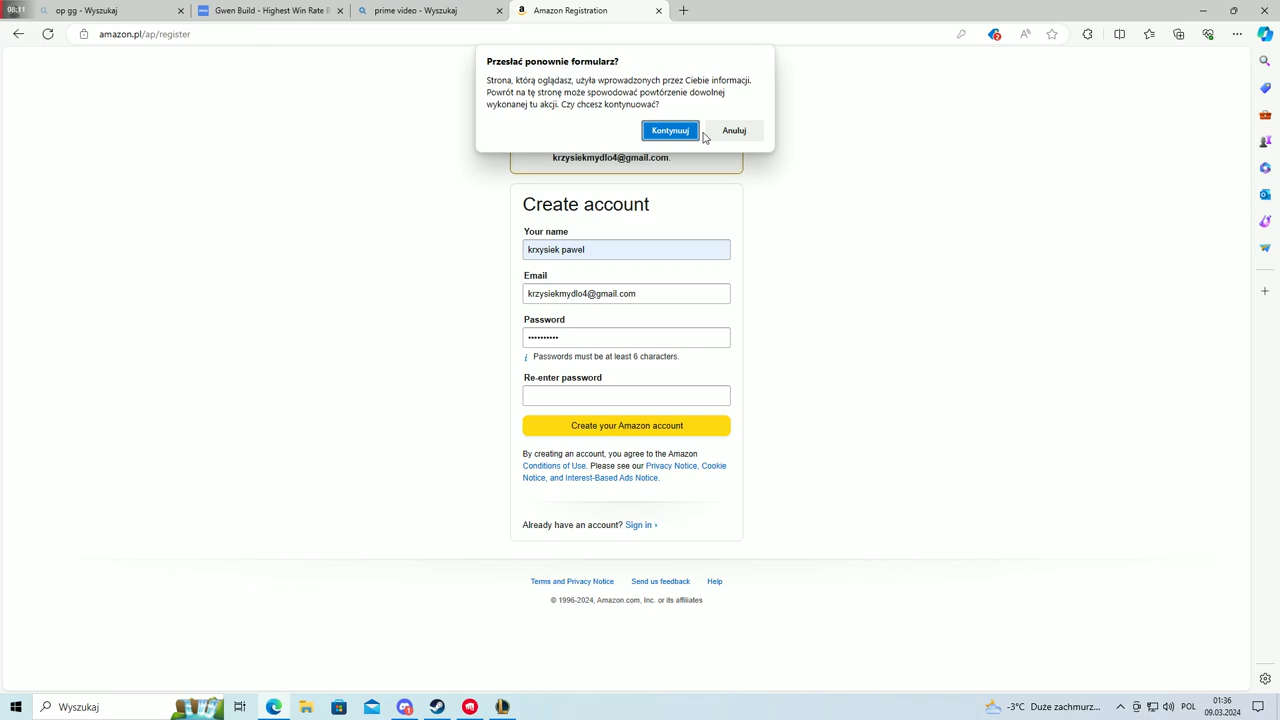 08:11
op gg - Wyszukaj
Gwen Build - Highest Win Rate B
prime video - Wyszukaj
Amazon Registration
amazon.pl/ap/register
2
Przesłać ponownie formularz?
Strona, którą oglądasz, użyła wprowadzonych przez Ciebie informacji.
Powrót na tę stronę może spowodować powtórzenie dowolnej
wykonanej tu akcji. Czy chcesz kontynuować?
Kontynuuj
Anuluj
krzysiekmydlo4@gmail.com.
Create account
Your name
krxysiek pawel
Email
krzysiekmydlo4@gmail.com
Password
Passwords must be at least 6 characters.
Re-enter password
Create your Amazon account
By creating an account, you agree to the Amazon
Conditions of Use. Please see our Privacy Notice, Cookie
Notice, and Interest-Based Ads Notice.
Already have an account? Sign in
Terms and Privacy Notice
Send us feedback
Help
© 1996-2024, Amazon.com, Inc. or its affiliates
Wyszukaj
-3°C Duże zachmurz...
POL
01:36
09.03.2024